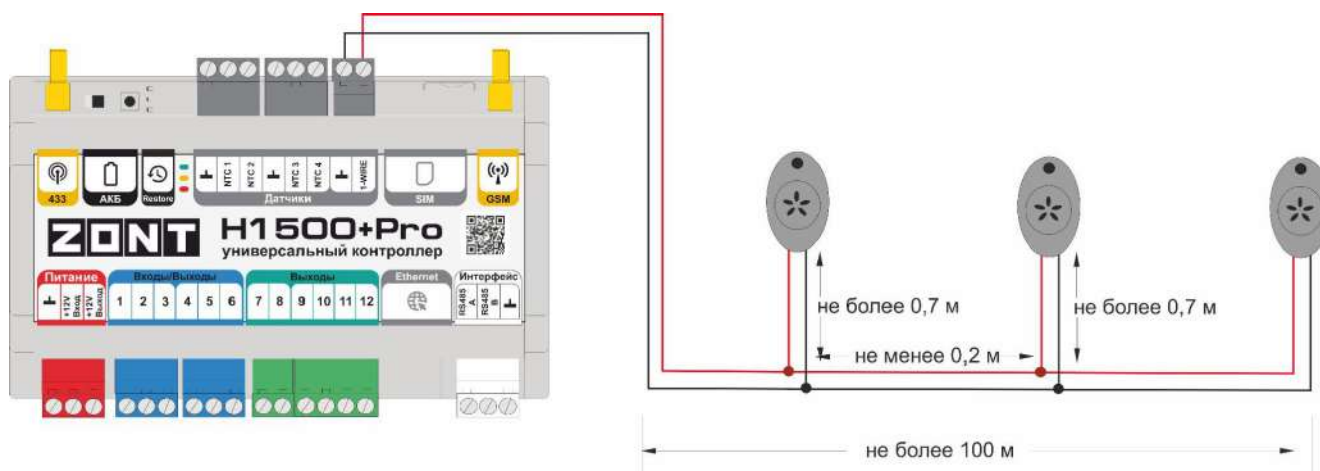 433
АКБ
Restore
⊥
NTC 1
NTC 2
⊥
NTC 3
NTC 4
⊥
1-WIRE
Датчики
SIM
GSM
ZONT H1500+Pro
универсальный контроллер
Питание
⊥
+12V Вход
+12V Выход
Входы/Выходы
1 2 3 4 5 6
Выходы
7 8 9 10 11 12
Ethernet
Интерфейс
RS485 A
RS485 B
⊥
не более 0,7 м
не менее 0,2 м
не более 0,7 м
не более 100 м